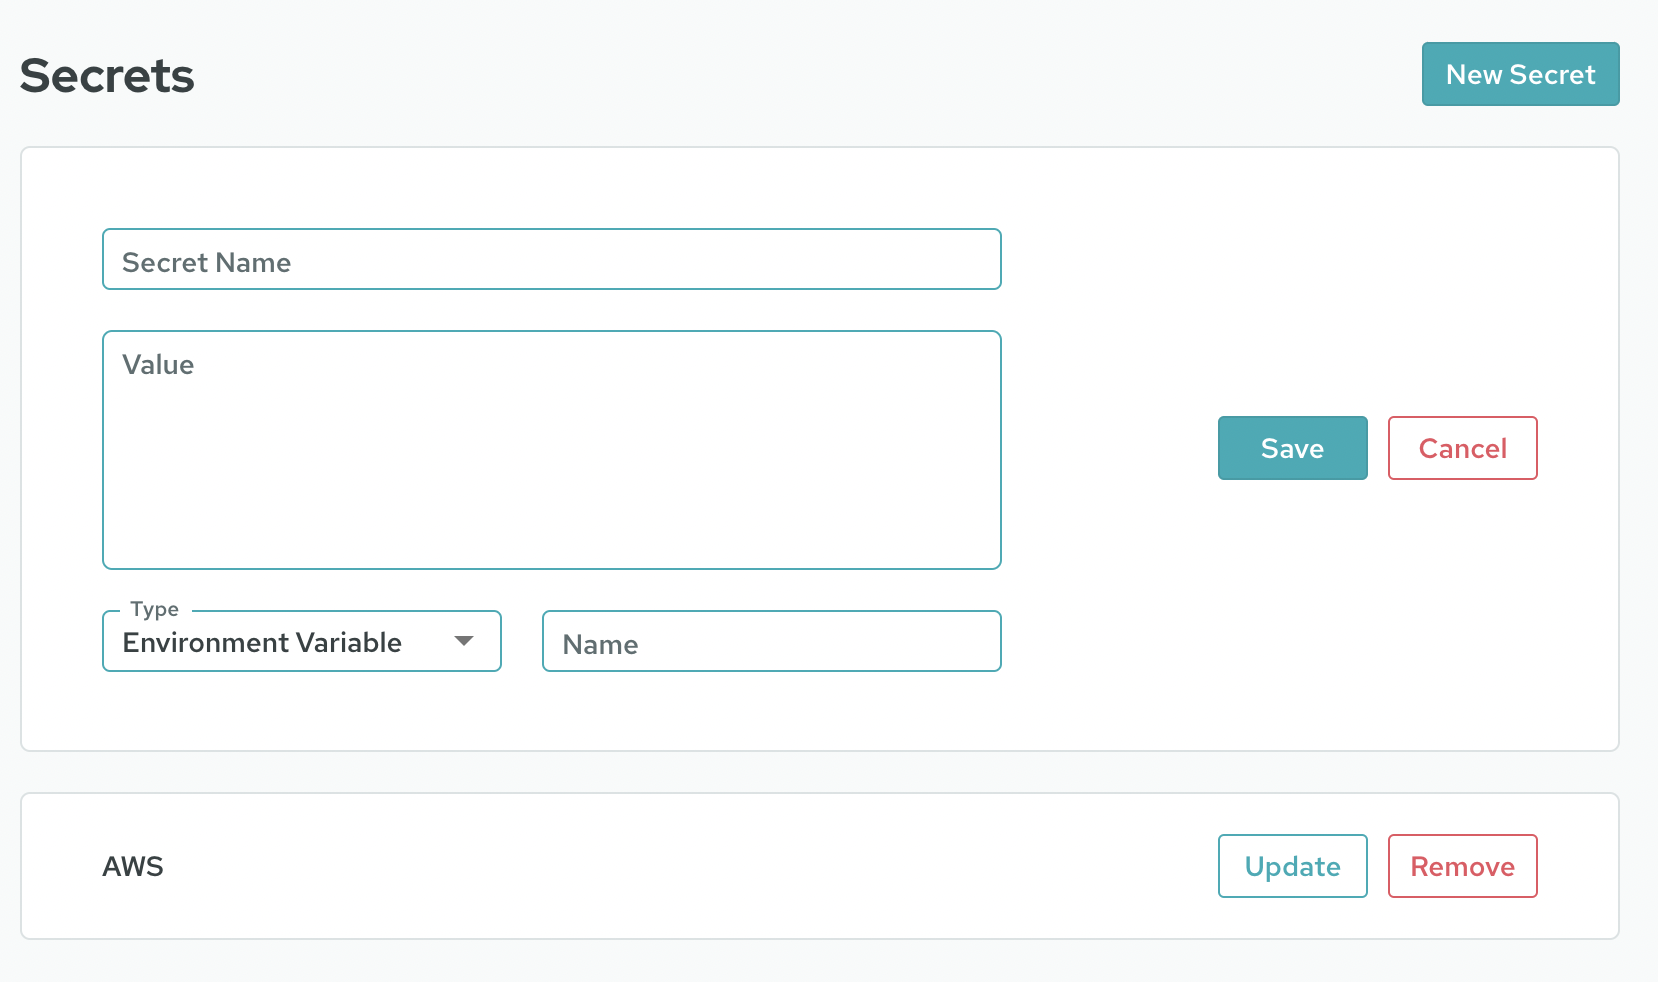 Secrets
New Secret
Secret Name
Value
Save
Cancel
Type
Environment Variable
Name
AWS
Update
Remove